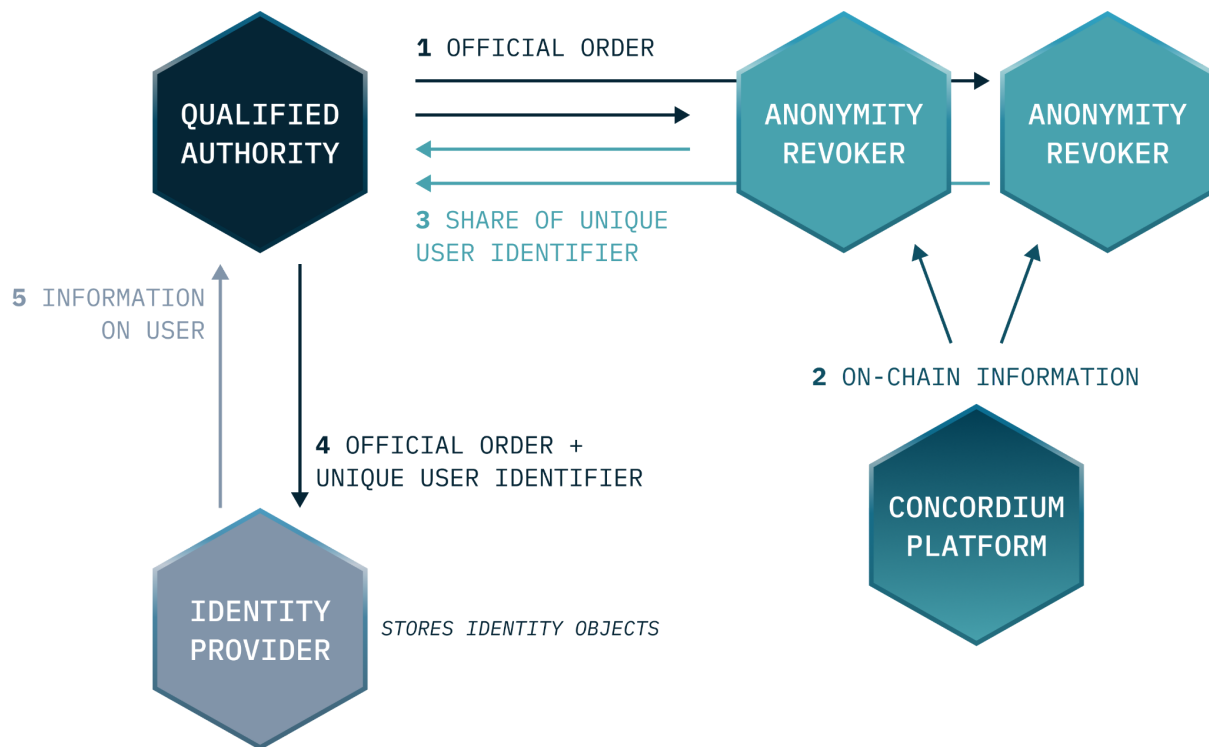 1 OFFICIAL ORDER
QUALIFIED
AUTHORITY
ANONYMITY
REVOKER
ANONYMITY
REVOKER
3 SHARE OF UNIQUE
USER IDENTIFIER
5 INFORMATION
ON USER
2 ON-CHAIN INFORMATION
4 OFFICIAL ORDER +
UNIQUE USER IDENTIFIER
CONCORDIUM
PLATFORM
IDENTITY
PROVIDER
STORES IDENTITY OBJECTS